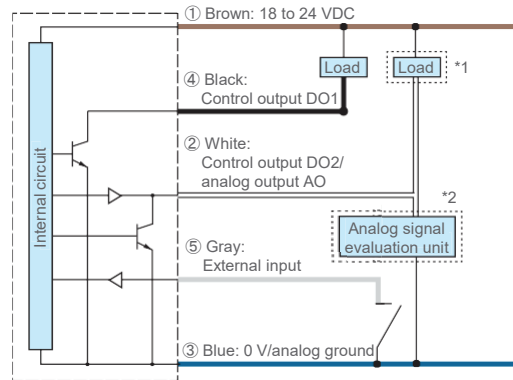 ① Brown: 18 to 24 VDC
Load
Load
*1
④ Black:
Control output DO1
② White:
Control output DO2/
analog output AO
*2
Analog signal
evaluation unit
Internal circuit
⑤ Gray:
External input
③ Blue: 0 V/analog ground